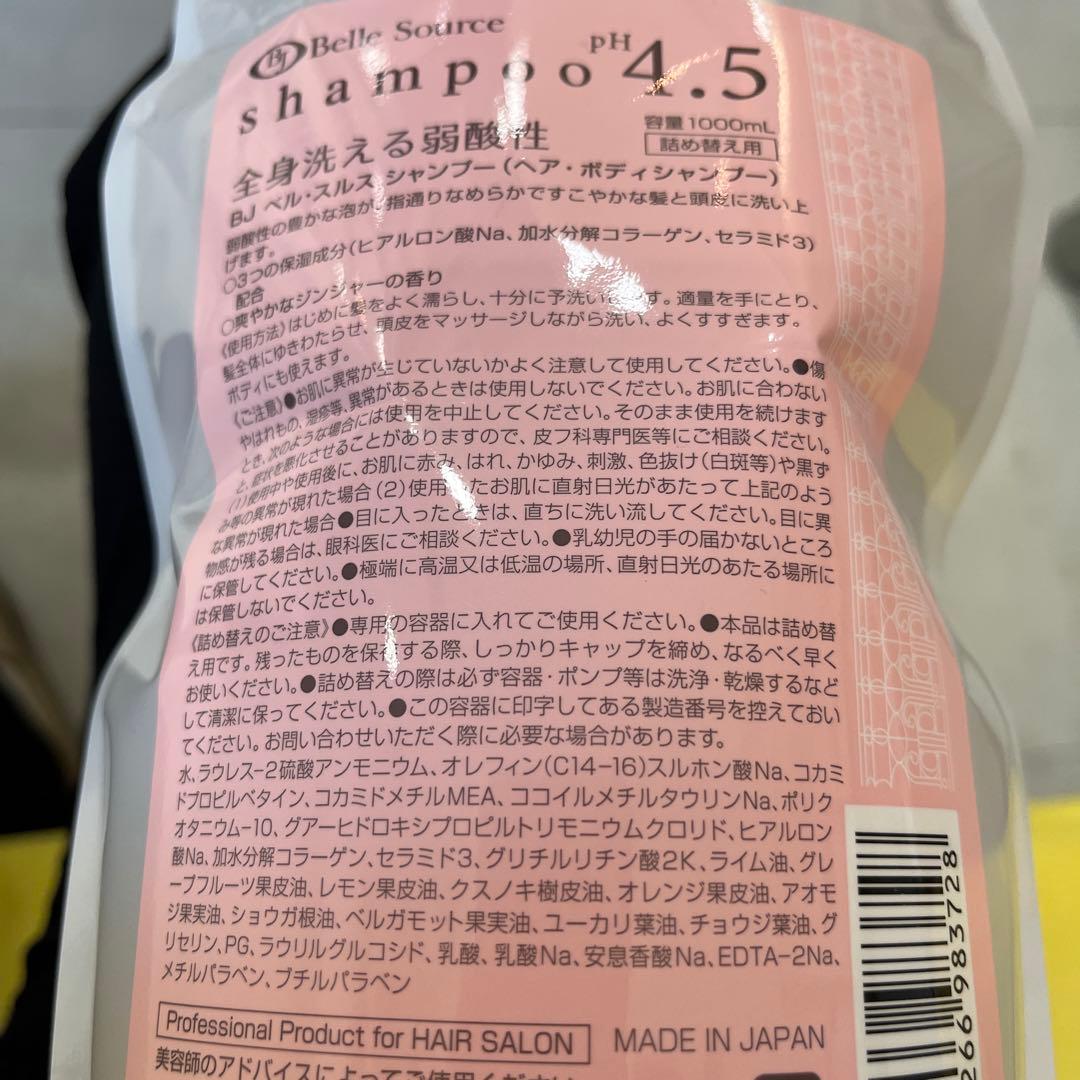 BJ Belle Source
shampoo pH 4.5
容量1000mL
全身洗える弱酸性
詰め替え用
BJ ベル・スルス シャンプー(ヘア・ボディシャンプー)
弱酸性の豊かな泡が、指通りなめらかですこやかな髪と頭皮に洗い上
げます。
○3つの保湿成分(ヒアルロン酸Na、加水分解コラーゲン、セラミド3)
配合
○爽やかなジンジャーの香り
《使用方法》はじめに髪をよく濡らし、十分に予洗いします。適量を手にとり、
髪全体にゆきわたらせ、頭皮をマッサージしながら洗い、よくすすぎます。
ボディにも使えます。
《ご注意》●お肌に異常が生じていないかよく注意して使用してください。●傷
やはれもの、湿疹等、異常があるときは使用しないでください。お肌に合わない
とき、次のような場合には使用を中止してください。そのまま使用を続けます
と、症状を悪化させることがありますので、皮フ科専門医等にご相談ください。
(1)使用中や使用後に、お肌に赤み、はれ、かゆみ、刺激、色抜け(白斑等)や黒ず
み等の異常が現れた場合(2)使用したお肌に直射日光があたって上記のよう
な異常が現れた場合●目に入ったときは、直ちに洗い流してください。目に異
物感が残る場合は、眼科医にご相談ください。●乳幼児の手の届かないところ
に保管してください。●極端に高温又は低温の場所、直射日光のあたる場所に
は保管しないでください。
《詰め替えのご注意》●専用の容器に入れてご使用ください。●本品は詰め替
え用です。残ったものを保存する際、しっかりキャップを締め、なるべく早く
お使いください。●詰め替えの際は必ず容器・ポンプ等は洗浄・乾燥するなど
して清潔に保ってください。●この容器に印字してある製造番号を控えておい
てください。お問い合わせいただく際に必要な場合があります。
水、ラウレス-2硫酸アンモニウム、オレフィン(C14-16)スルホン酸Na、コカミ
ドプロピルベタイン、コカミドメチルMEA、ココイルメチルタウリンNa、ポリク
オタニウム-10、グアーヒドロキシプロピルトリモニウムクロリド、ヒアルロン
酸Na、加水分解コラーゲン、セラミド3、グリチルリチン酸2K、ライム油、グレ
ープフルーツ果皮油、レモン果皮油、クスノキ樹皮油、オレンジ果皮油、アオモ
ジ果実油、ショウガ根油、ベルガモット果実油、ユーカリ葉油、チョウジ葉油、グ
リセリン、PG、ラウリルグルコシド、乳酸、乳酸Na、安息香酸Na、EDTA-2Na、
メチルパラベン、ブチルパラベン
Professional Product for HAIR SALON
MADE IN JAPAN
美容師のアドバイスによってご使用ください
266983728